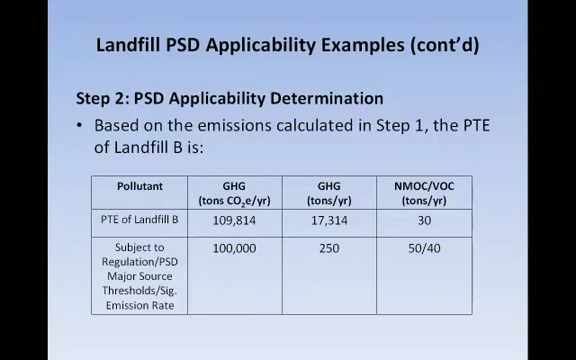 Landfill PSD Applicability Examples (cont'd)
Step 2: PSD Applicability Determination
• Based on the emissions calculated in Step 1, the PTE
of Landfill B is:
Pollutant GHG GHG NMOC/VOC
(tons CO₂e/yr) (tons/yr) (tons/yr)
PTE of Landfill B 109,814 17,314 30
Subject to 100,000 250 50/40
Regulation/PSD
Major Source
Thresholds/Sig.
Emission Rate